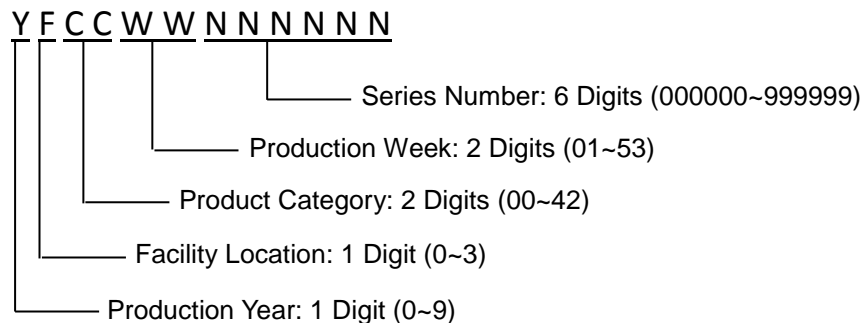 Y F C C W W N N N N N N
Series Number: 6 Digits (000000~999999)
Production Week: 2 Digits (01~53)
Product Category: 2 Digits (00~42)
Facility Location: 1 Digit (0~3)
Production Year: 1 Digit (0~9)